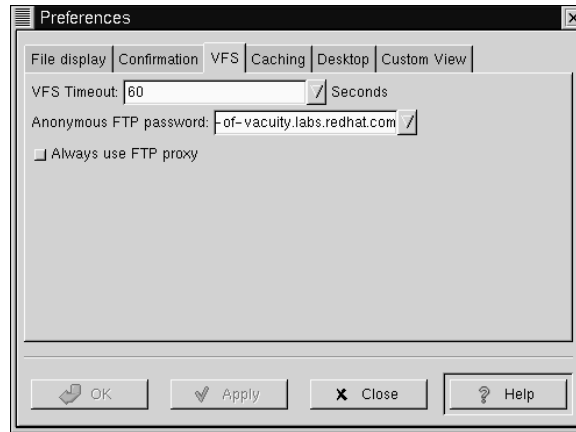 Preferences
File display Confirmation VFS Caching Desktop Custom View
VFS Timeout: 60 Seconds
Anonymous FTP password: -of-vacuity.labs.redhat.com
Always use FTP proxy
OK Apply Close Help